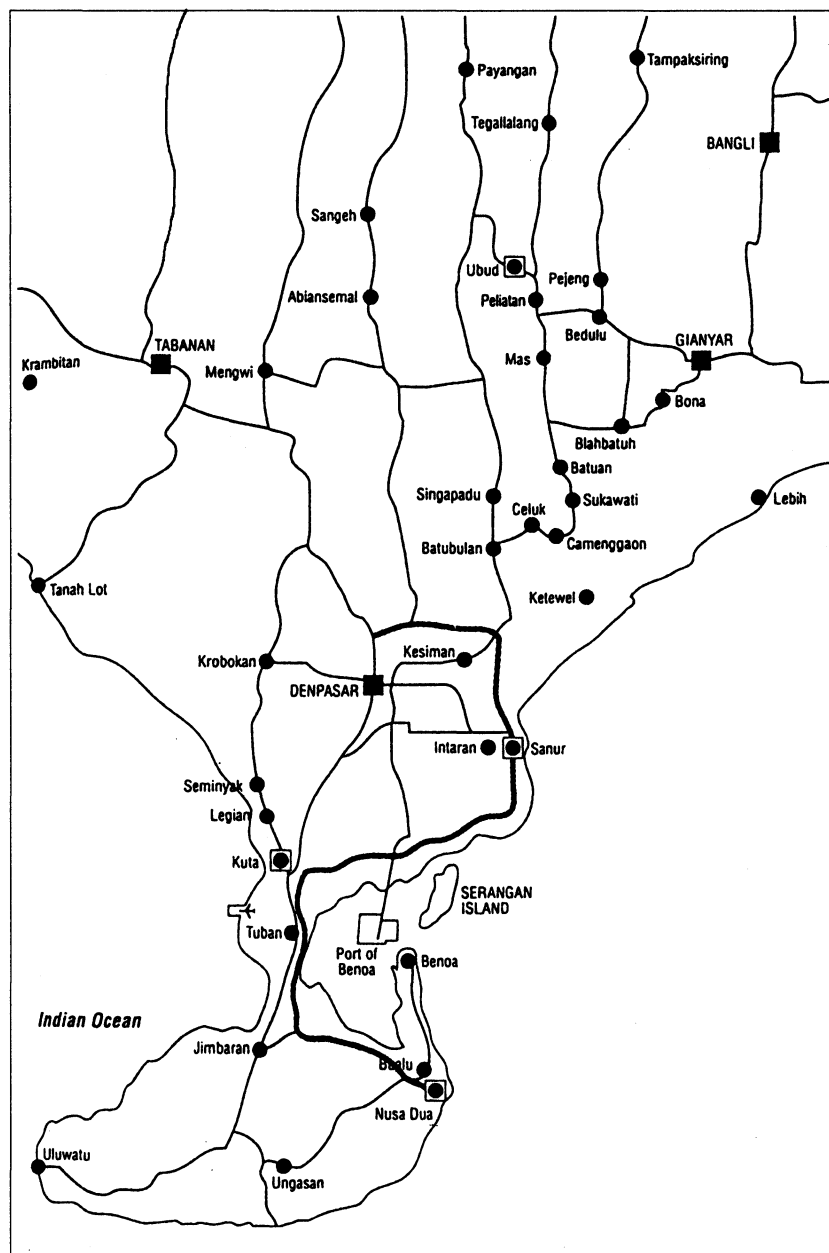 Payangan
Tampaksiring
Tegallalang
BANGLI
Sangeh
Ubud
Pejeng
Abiansemal
Peliatan
Bedulu
GIANYAR
TABANAN
Krambitan
Mengwi
Mas
Bona
Blahbatuh
Batuan
Singapadu
Sukawati
Lebih
Celuk
Batubulan
Camenggaon
Tanah Lot
Ketewel
Krobokan
Kesiman
DENPASAR
Intaran
Sanur
Seminyak
Legian
Kuta
SERANGAN
ISLAND
Tuban
Port of
Benoa
Benoa
Indian Ocean
Jimbaran
Bualu
Nusa Dua
Uluwatu
Ungasan